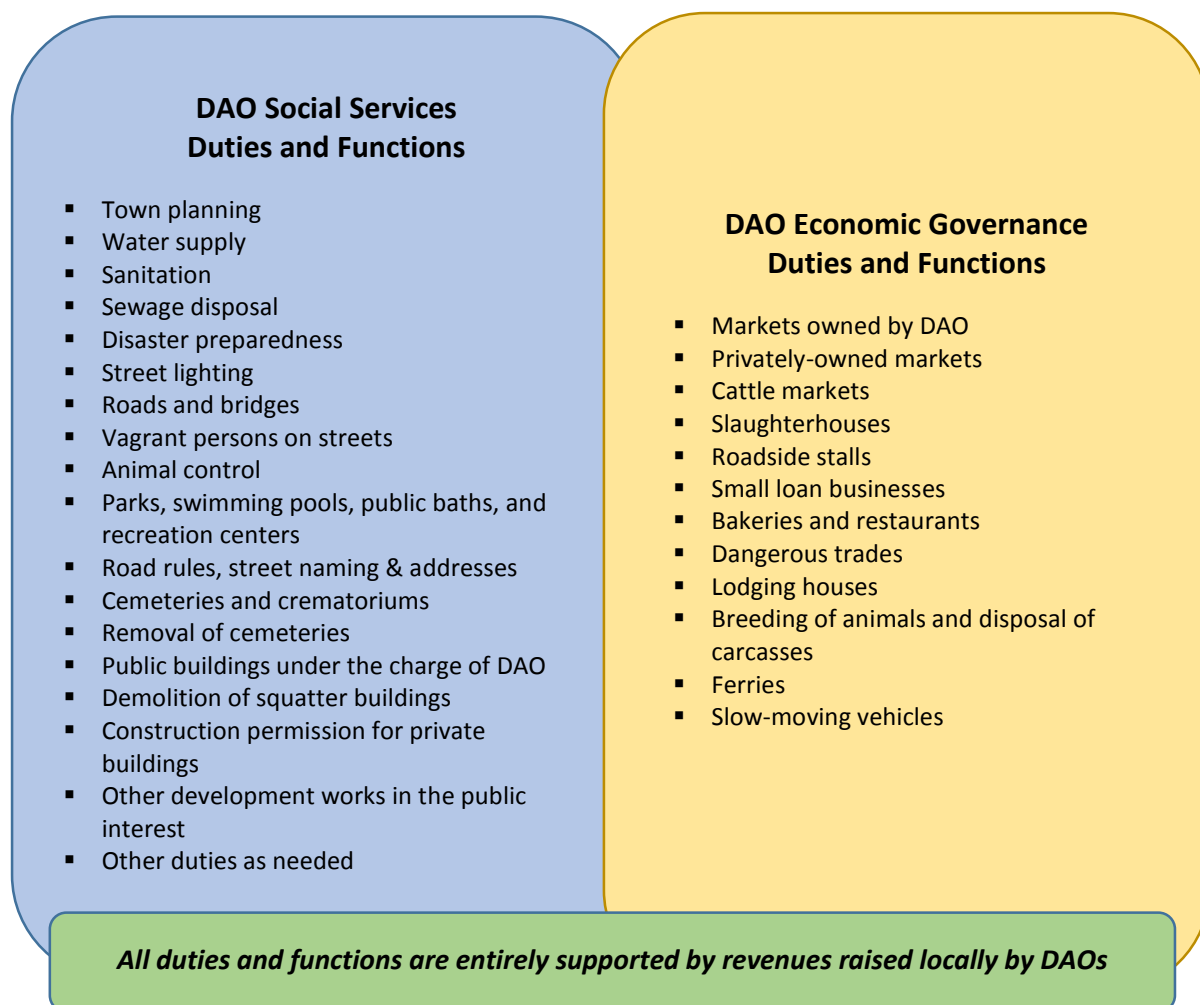 DAO Social Services
Duties and Functions
▪ Town planning
▪ Water supply
▪ Sanitation
▪ Sewage disposal
▪ Disaster preparedness
▪ Street lighting
▪ Roads and bridges
▪ Vagrant persons on streets
▪ Animal control
▪ Parks, swimming pools, public baths, and
recreation centers
▪ Road rules, street naming & addresses
▪ Cemeteries and crematoriums
▪ Removal of cemeteries
▪ Public buildings under the charge of DAO
▪ Demolition of squatter buildings
▪ Construction permission for private
buildings
▪ Other development works in the public
interest
▪ Other duties as needed
DAO Economic Governance
Duties and Functions
▪ Markets owned by DAO
▪ Privately-owned markets
▪ Cattle markets
▪ Slaughterhouses
▪ Roadside stalls
▪ Small loan businesses
▪ Bakeries and restaurants
▪ Dangerous trades
▪ Lodging houses
▪ Breeding of animals and disposal of
carcasses
▪ Ferries
▪ Slow-moving vehicles
All duties and functions are entirely supported by revenues raised locally by DAOs